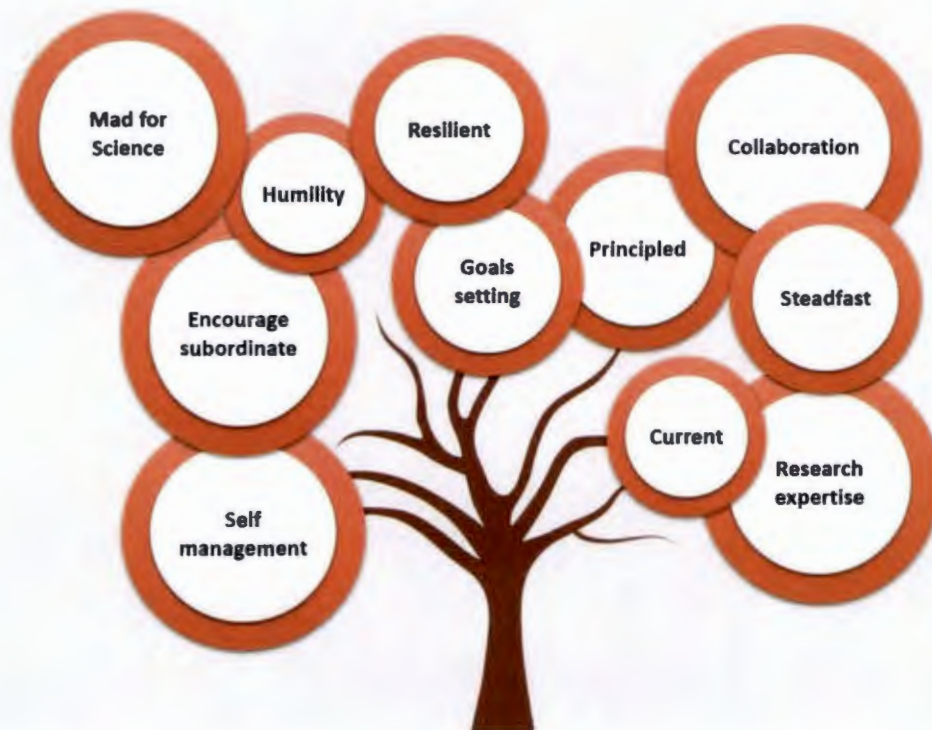 Mad for
Science
Humility
Resilient
Collaboration
Goals
setting
Principled
Steadfast
Encourage
subordinate
Current
Research
expertise
Self
management